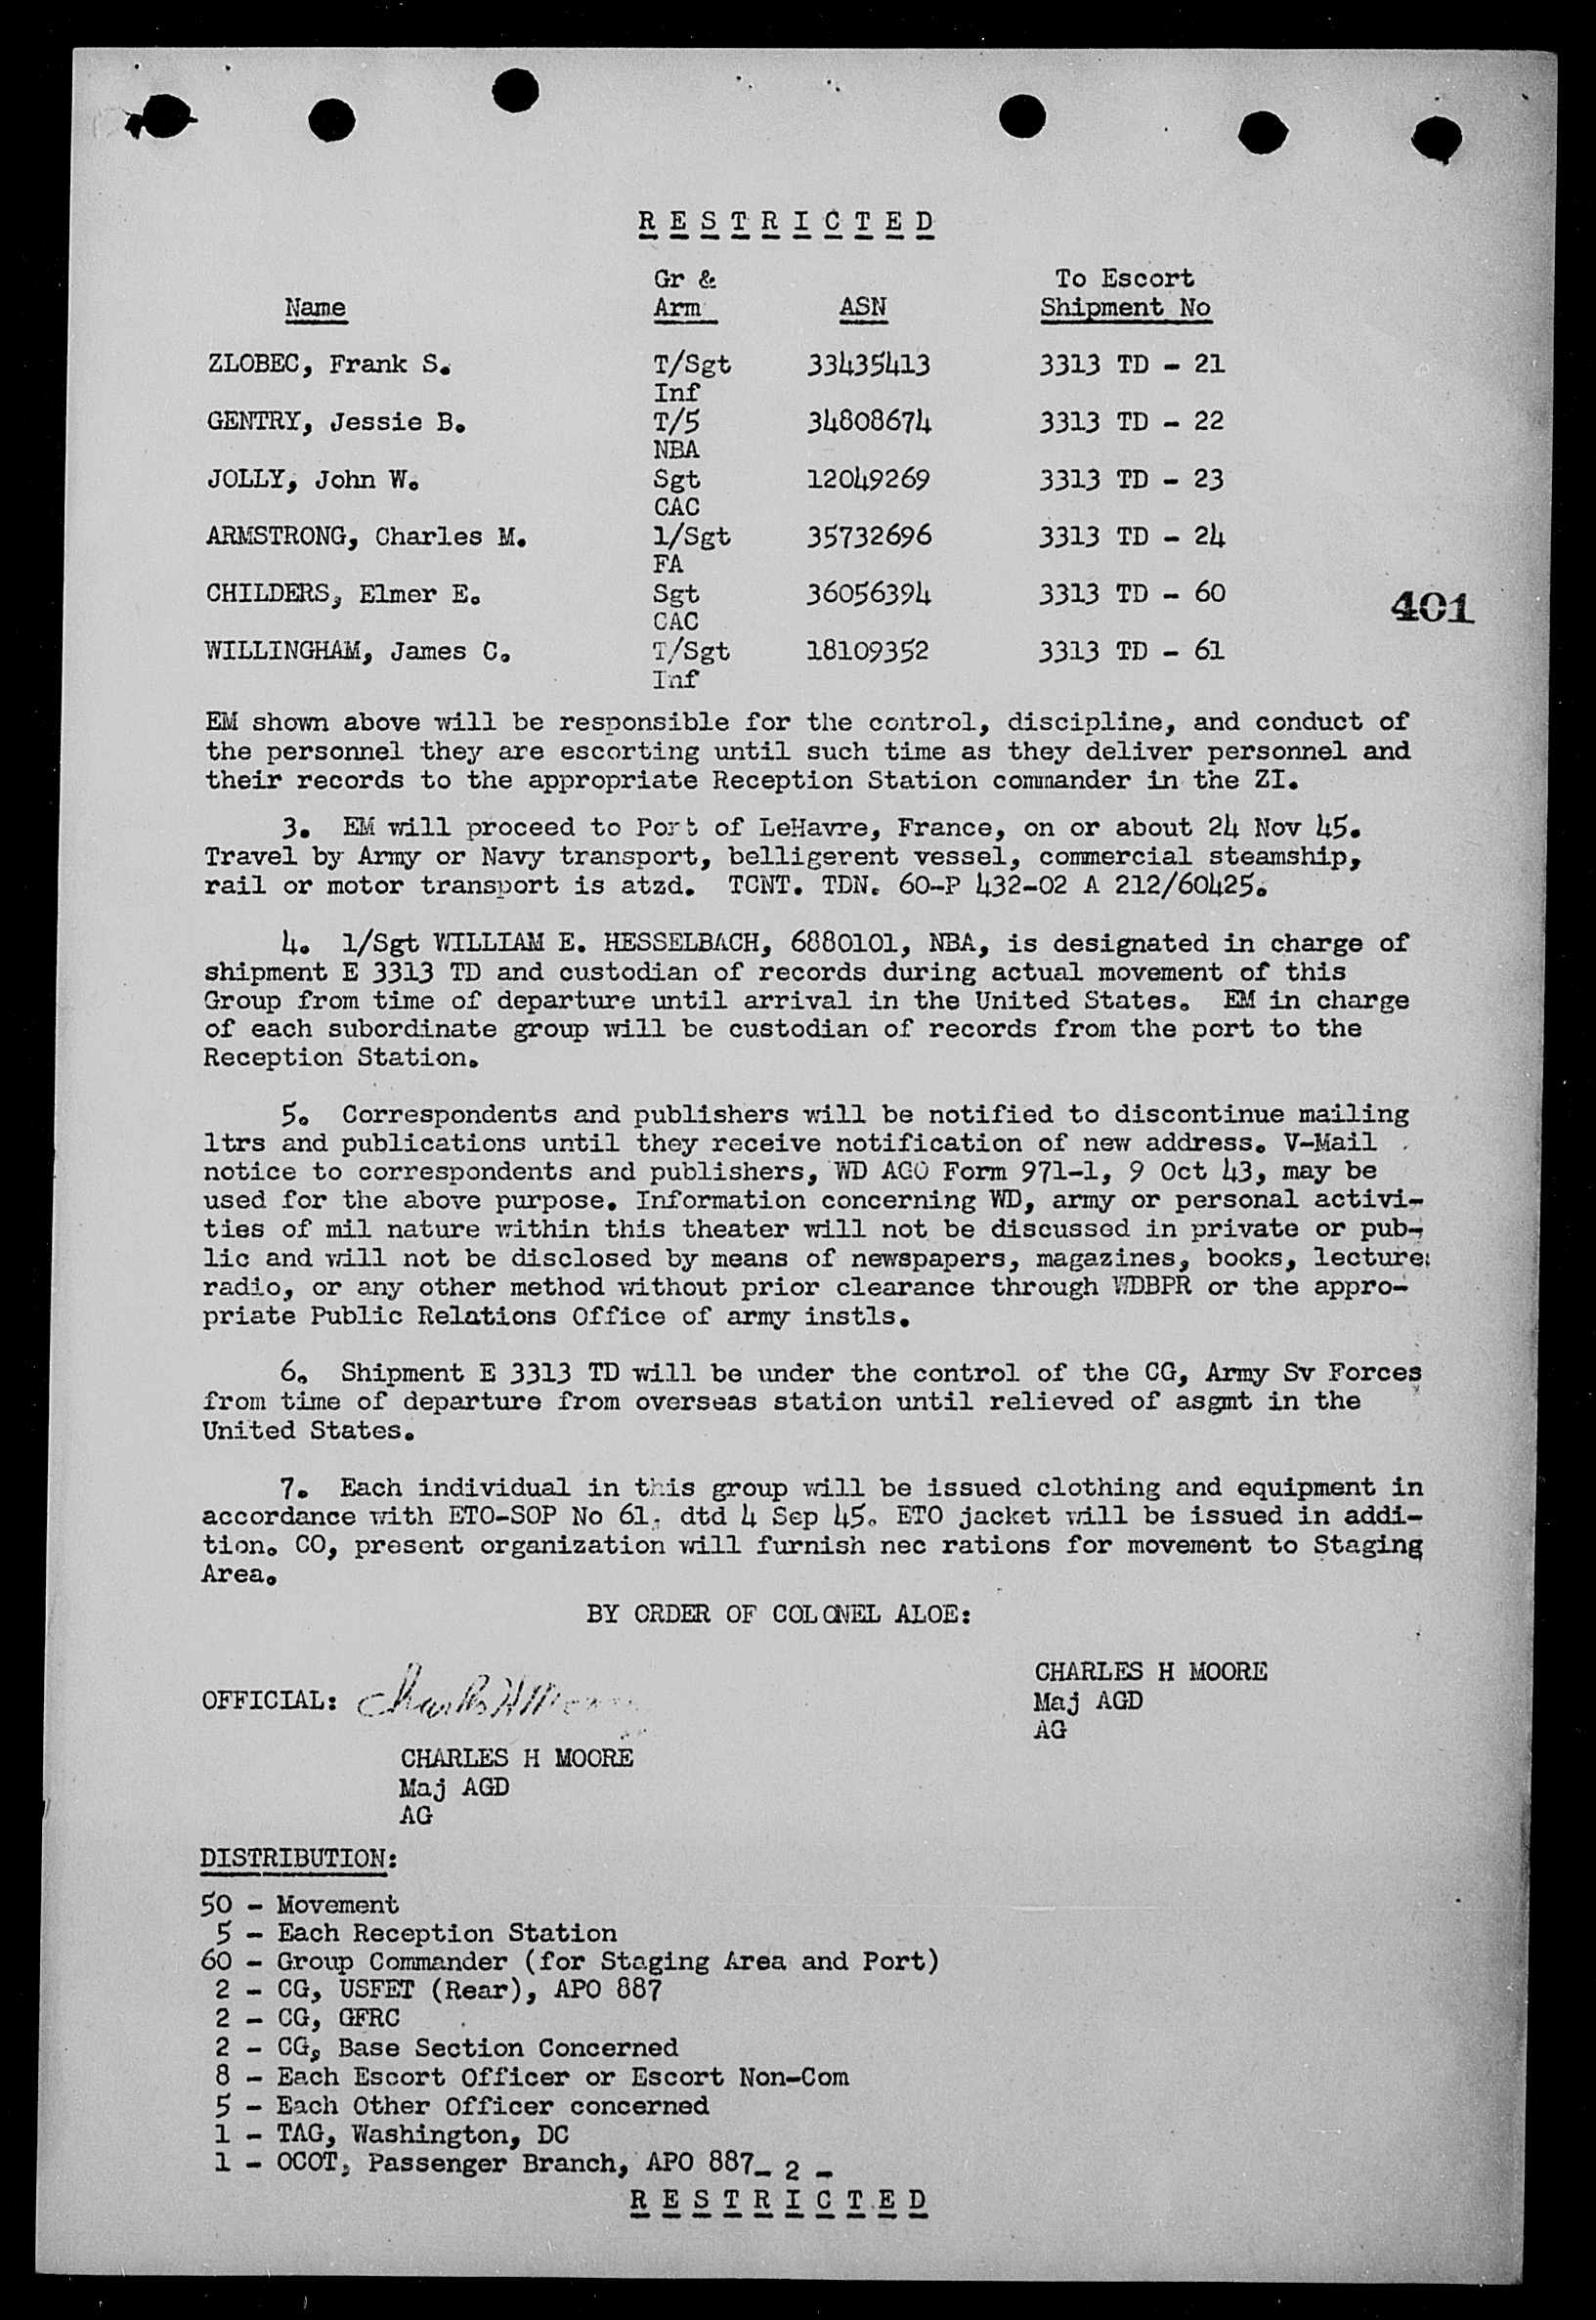 R E S T R I C T E D
Gr & To Escort
Name Arm ASN Shipment No
ZLOBEC, Frank S. T/Sgt 33435413 3313 TD - 21
Inf
GENTRY, Jessie B. T/5 34808674 3313 TD - 22
NBA
JOLLY, John W. Sgt 12049269 3313 TD - 23
CAC
ARMSTRONG, Charles M. 1/Sgt 35732696 3313 TD - 24
FA
CHILDERS, Elmer E. Sgt 36056394 3313 TD - 60
401
CAC
WILLINGHAM, James C. T/Sgt 18109352 3313 TD - 61
Inf
EM shown above will be responsible for the control, discipline, and conduct of
the personnel they are escorting until such time as they deliver personnel and
their records to the appropriate Reception Station commander in the ZI.
3. EM will proceed to Port of LeHavre, France, on or about 24 Nov 45.
Travel by Army or Navy transport, belligerent vessel, commercial steamship,
rail or motor transport is atzd. TCNT. TDN. 60-P 432-02 A 212/60425.
4. 1/Sgt WILLIAM E. HESSELBACH, 6880101, NBA, is designated in charge of
shipment E 3313 TD and custodian of records during actual movement of this
Group from time of departure until arrival in the United States. EM in charge
of each subordinate group will be custodian of records from the port to the
Reception Station.
5. Correspondents and publishers will be notified to discontinue mailing
ltrs and publications until they receive notification of new address. V-Mail
notice to correspondents and publishers, WD AGO Form 971-1, 9 Oct 43, may be
used for the above purpose. Information concerning WD, army or personal activi-
ties of mil nature within this theater will not be discussed in private or pub-
lic and will not be disclosed by means of newspapers, magazines, books, lecture
radio, or any other method without prior clearance through WDBPR or the appro-
priate Public Relations Office of army instls.
6. Shipment E 3313 TD will be under the control of the CG, Army Sv Forces
from time of departure from overseas station until relieved of asgmt in the
United States.
7. Each individual in this group will be issued clothing and equipment in
accordance with ETO-SOP No 61, dtd 4 Sep 45. ETO jacket will be issued in addi-
tion. CO, present organization will furnish nec rations for movement to Staging
Area.
BY ORDER OF COLONEL ALOE:
CHARLES H MOORE
OFFICIAL: Charles H Moore Maj AGD
AG
CHARLES H MOORE
Maj AGD
AG
DISTRIBUTION:
50 - Movement
5 - Each Reception Station
60 - Group Commander (for Staging Area and Port)
2 - CG, USFET (Rear), APO 887
2 - CG, GFRC
2 - CG, Base Section Concerned
8 - Each Escort Officer or Escort Non-Com
5 - Each Other Officer concerned
1 - TAG, Washington, DC
1 - OCOT, Passenger Branch, APO 887
- 2 -
R E S T R I C T E D